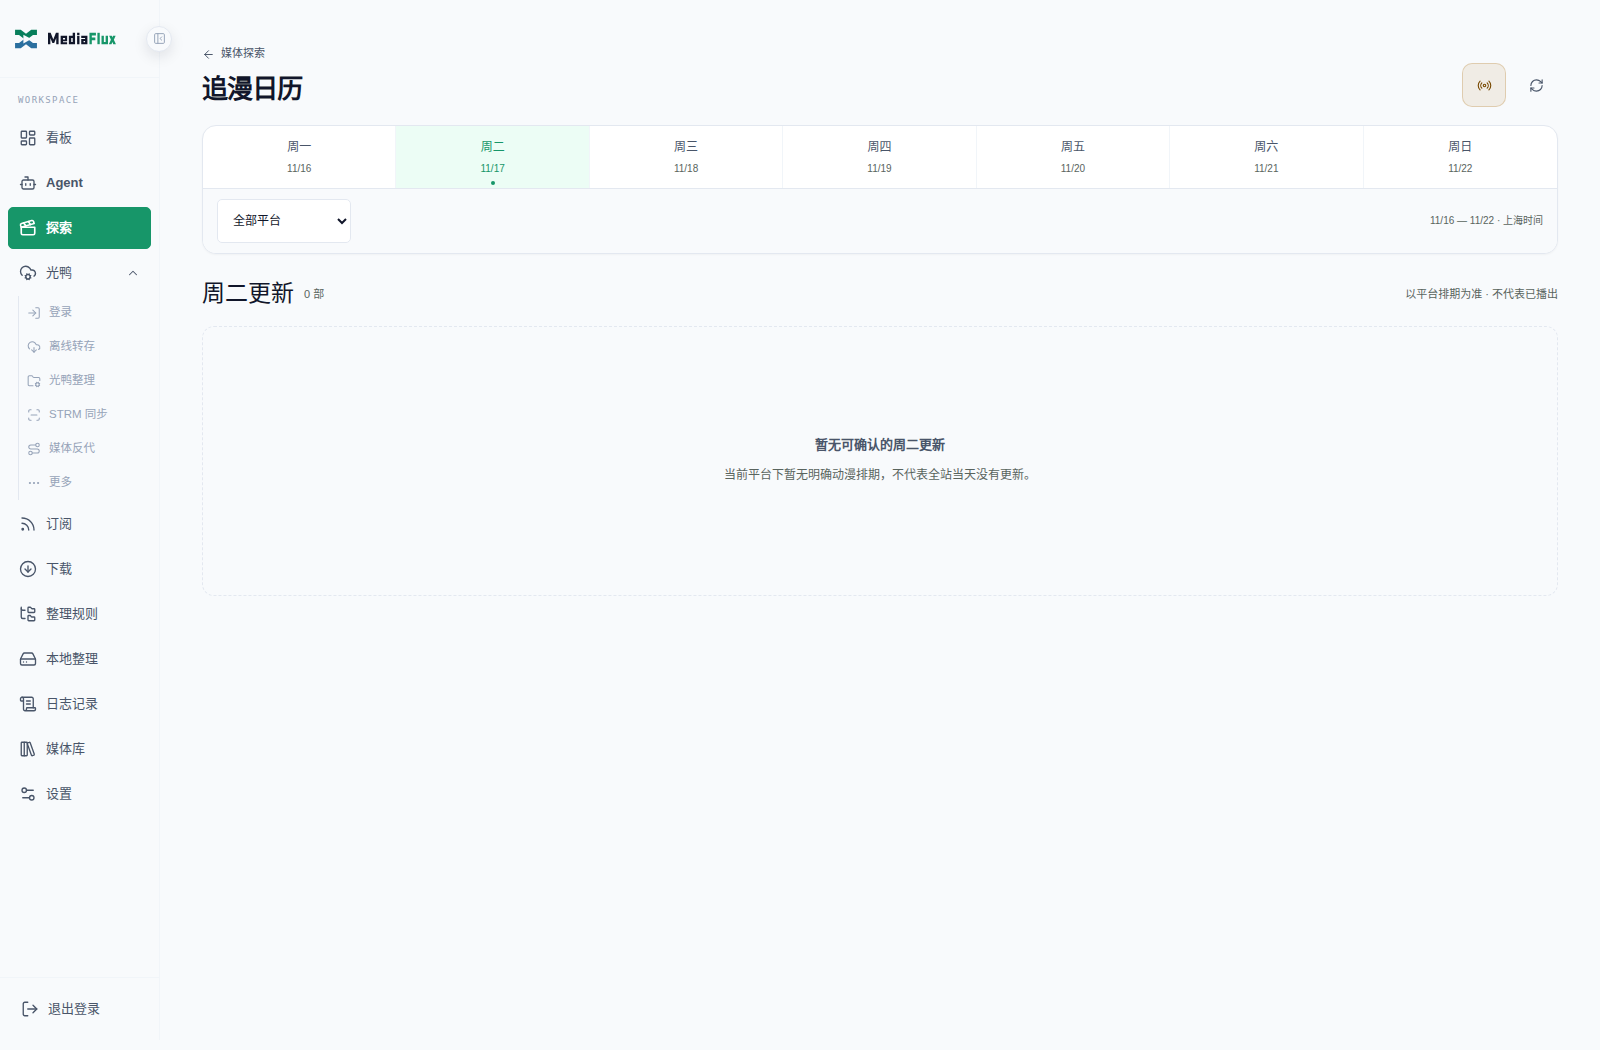 MediaFlux
WORKSPACE
看板
Agent
探索
光鸭
登录
离线转存
光鸭整理
STRM 同步
媒体反代
更多
订阅
下载
整理规则
本地整理
日志记录
媒体库
设置
退出登录
媒体探索
追漫日历
周一 周二 周三 周四 周五 周六 周日
11/16 11/17 11/18 11/19 11/20 11/21 11/22
全部平台 11/16 — 11/22 · 上海时间
周二更新 0 部 以平台排期为准 · 不代表已播出
暂无可确认的周二更新
当前平台下暂无明确动漫排期，不代表全站当天没有更新。